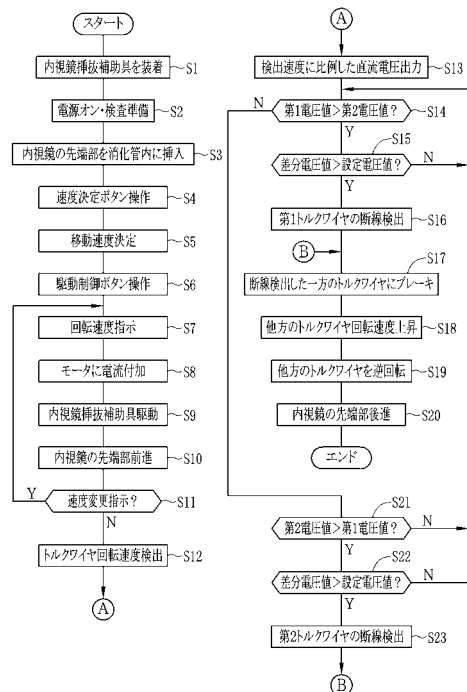 スタート
内視鏡挿抜補助具を装着
S1
電源オン・検査準備
S2
内視鏡の先端部を消化管内に挿入
S3
速度決定ボタン操作
S4
移動速度決定
S5
駆動制御ボタン操作
S6
回転速度指示
S7
モータに電流付加
S8
内視鏡挿抜補助具駆動
S9
内視鏡の先端部前進
S10
Y
速度変更指示?
S11
N
トルクワイヤ回転速度検出
S12
A
A
検出速度に比例した直流電圧出力
S13
N
第1電圧値>第2電圧値?
S14
Y
S15
差分電圧値>設定電圧値?
N
Y
第1トルクワイヤの断線検出
S16
B
S17
断線検出した一方のトルクワイヤにブレーキ
他方のトルクワイヤ回転速度上昇
S18
他方のトルクワイヤを逆回転
S19
内視鏡の先端部後進
S20
エンド
S21
第2電圧値>第1電圧値?
N
Y
S22
差分電圧値>設定電圧値?
N
Y
第2トルクワイヤの断線検出
S23
B